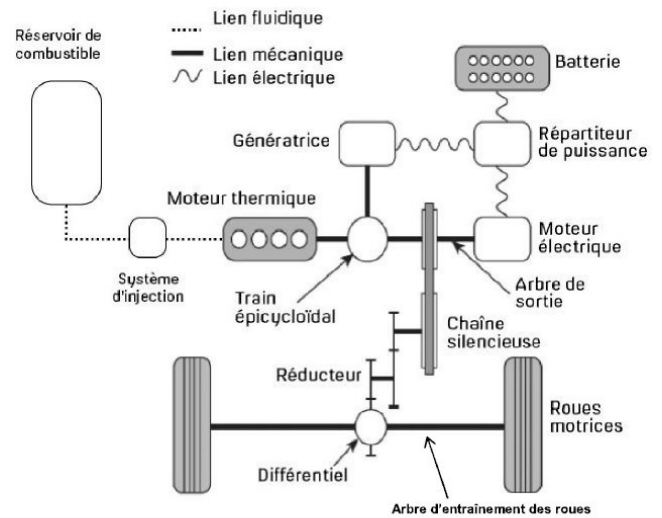 Lien fluidique
Réservoir de
combustible
Lien mécanique
Lien électrique
Batterie
Génératrice
Répartiteur
de puissance
Moteur thermique
Moteur
électrique
Système
d'injection
Train
épicycloïdal
Arbre de
sortie
Chaîne
silencieuse
Réducteur
Roues
motrices
Différentiel
Arbre d'entraînement des roues